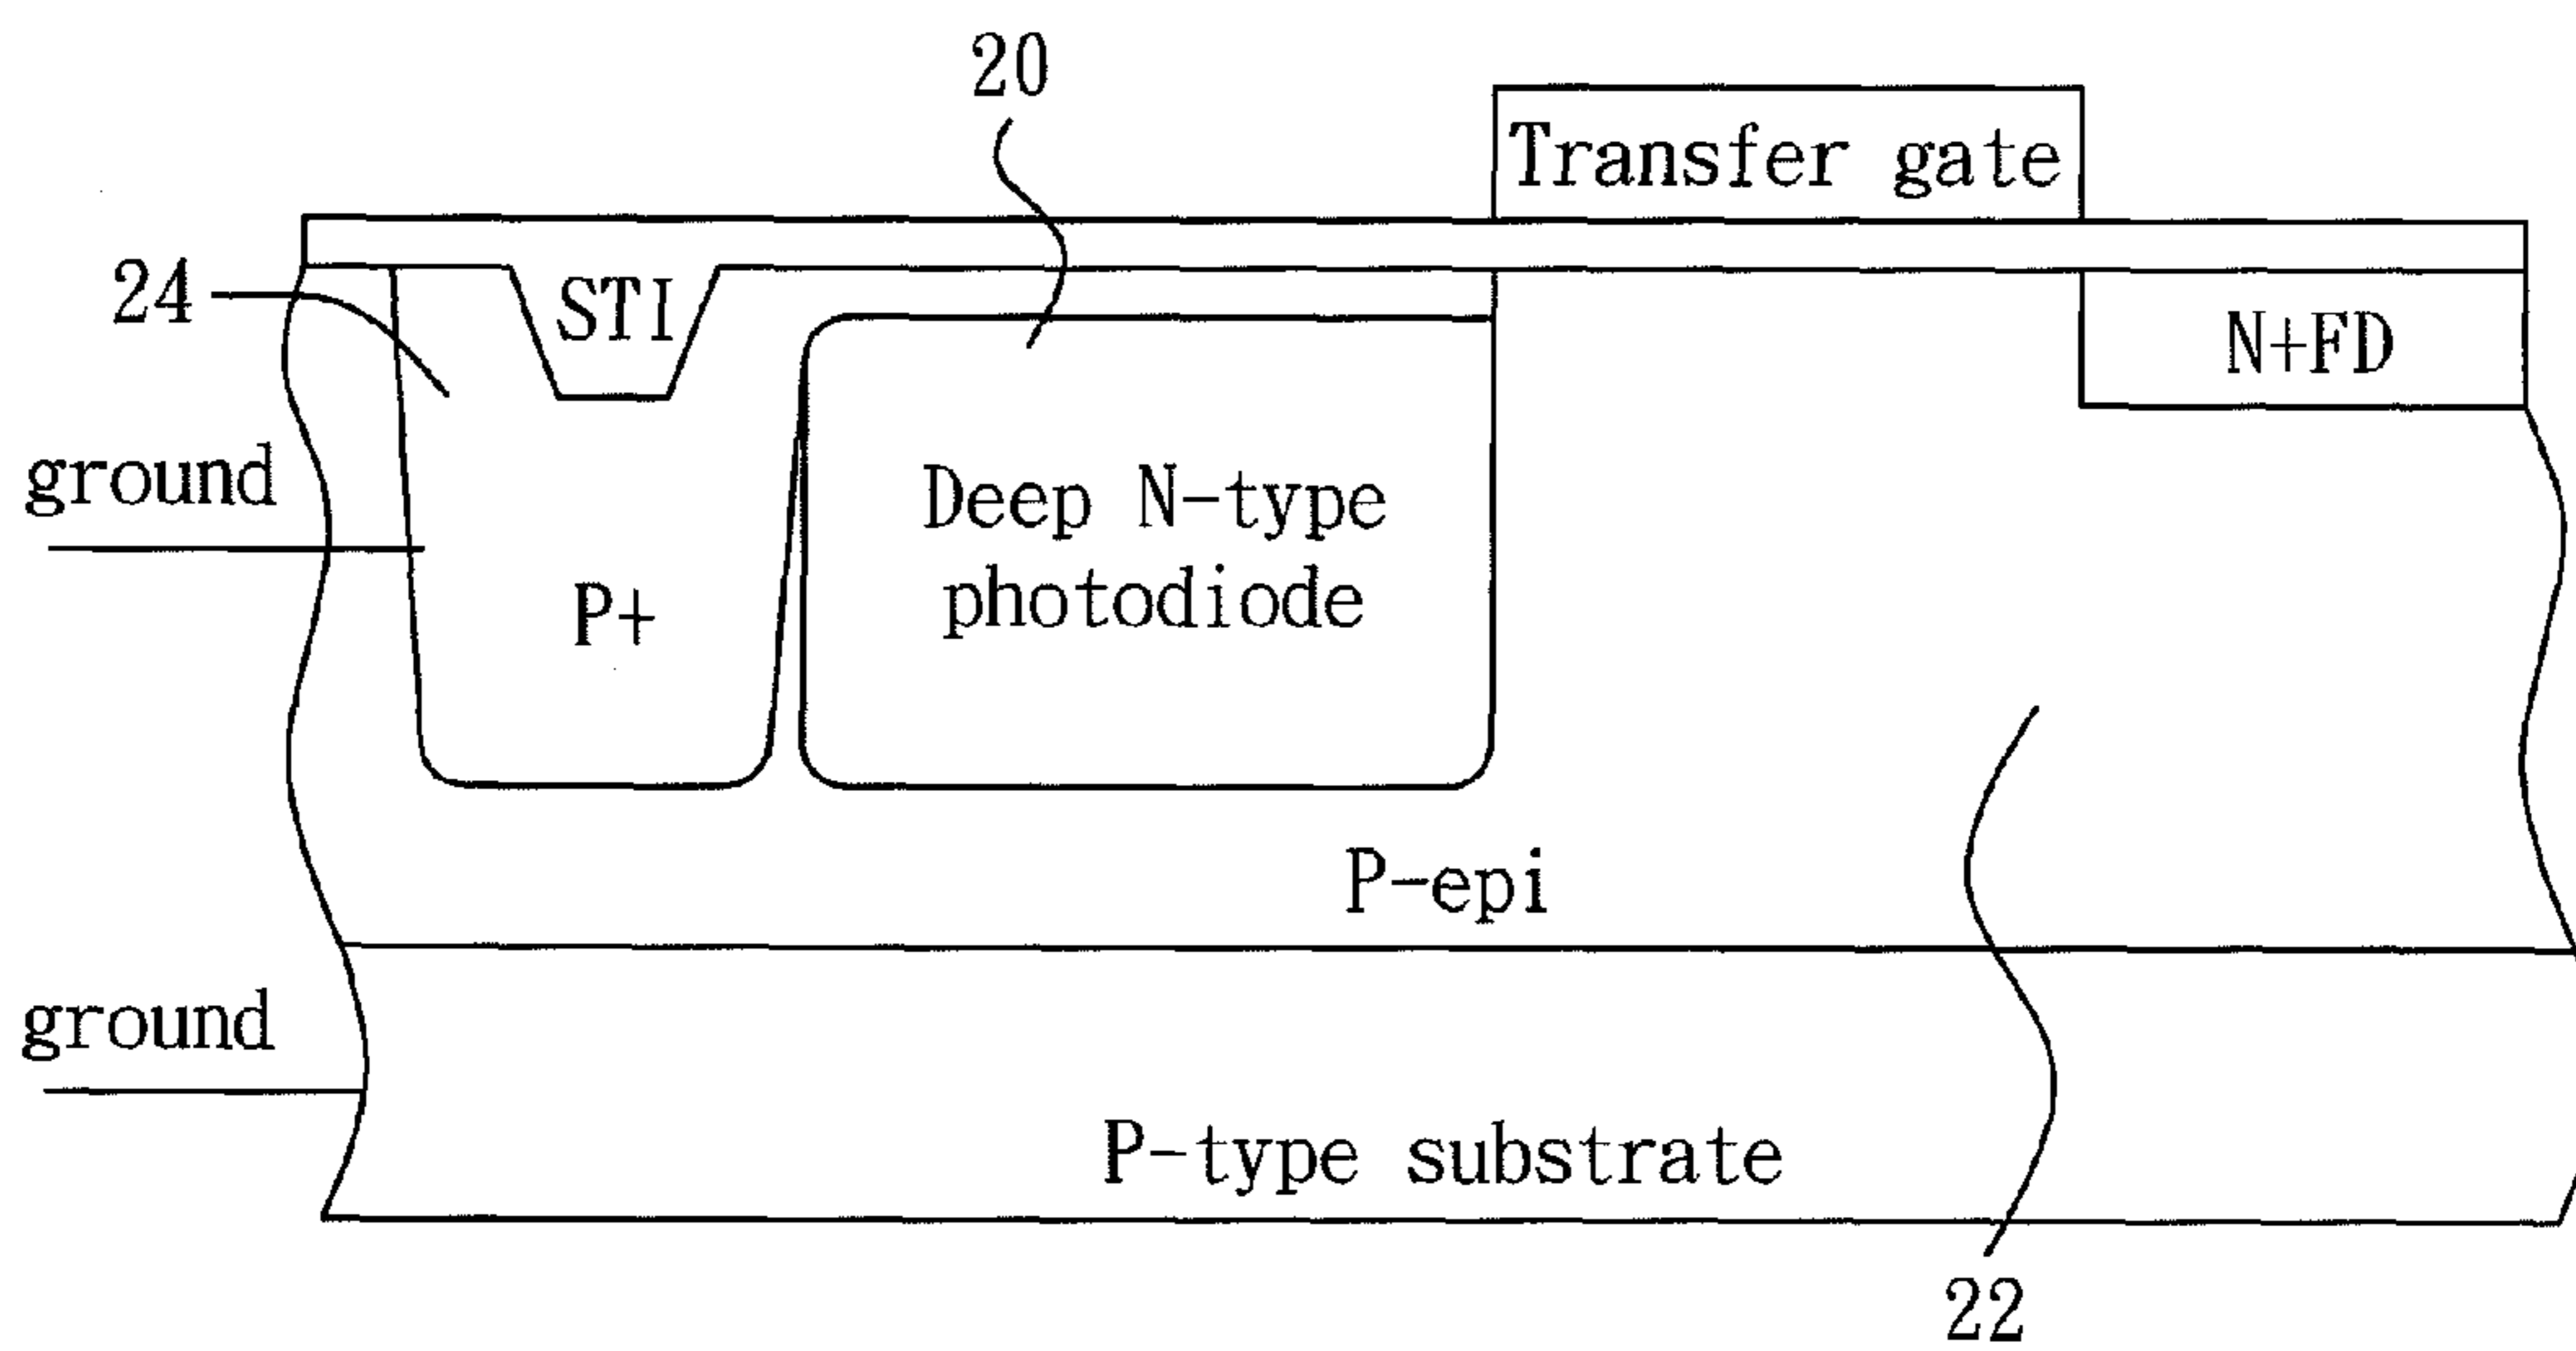 20
Transfer gate
24
STI
N+FD
ground
Deep N-type
photodiode
P+
P-epi
ground
P-type substrate
22